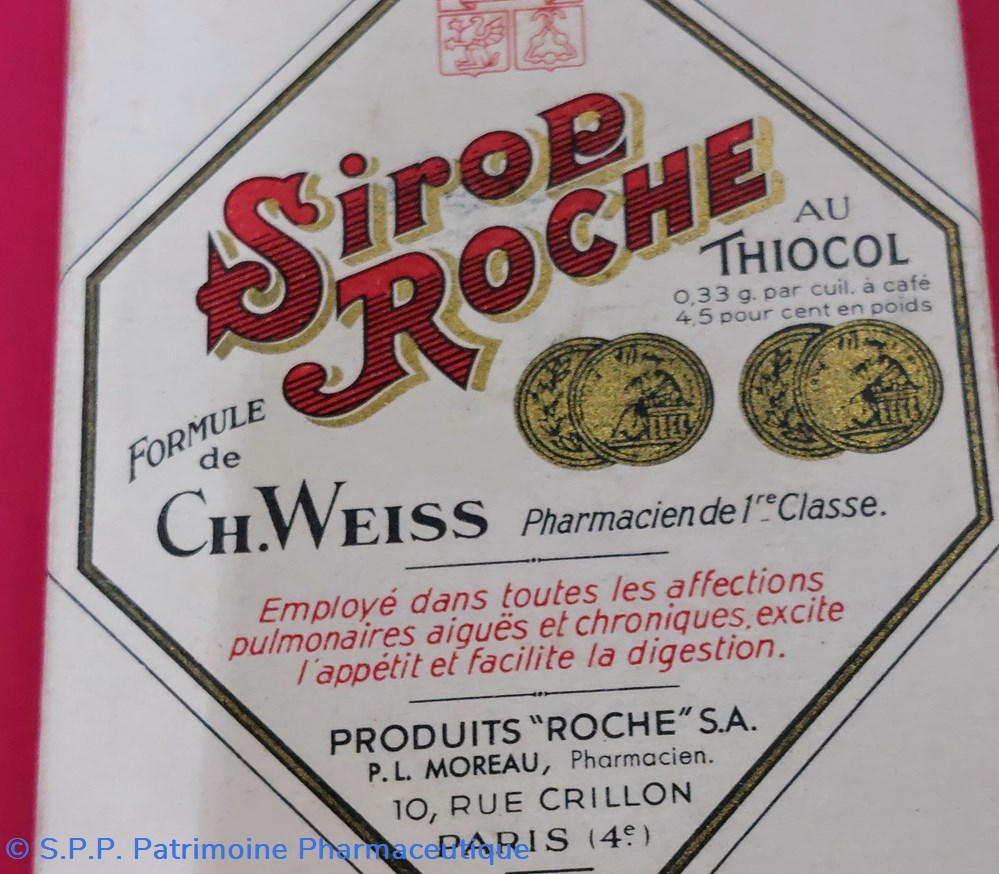 Sirop
ROCHE
AU
THIOCOL
0,33 g. par cuil. à café
4,5 pour cent en poids
FORMULE
de
CH. WEISS Pharmacien de 1re Classe.
Employé dans toutes les affections
pulmonaires aiguës et chroniques, excite
l'appétit et facilite la digestion.
PRODUITS "ROCHE" S.A.
P.L. MOREAU, Pharmacien.
10, RUE CRILLON
PARIS (4e)
© S.P.P. Patrimoine Pharmaceutique